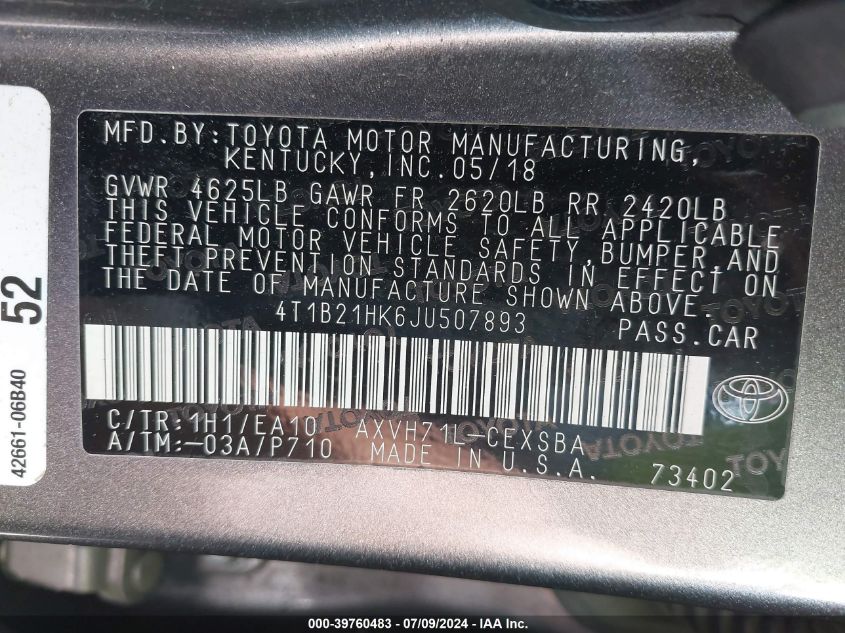 MFD.BY:TOYOTA MOTOR MANUFACTURING,
KENTUCKY,INC.05/18
GVWR 4625LB GAWR FR 2620LB RR 2420LB
THIS VEHICLE CONFORMS TO ALL APPLICABLE
FEDERAL MOTOR VEHICLE SAFETY,BUMPER,AND
THEFT PREVENTION STANDARDS IN EFFECT ON
THE DATE OF MANUFACTURE SHOWN ABOVE.
4T1B21HK6JU507893 PASS.CAR
C/TR:1H1/EA10 AXVH71L-CEXSBA
A/TM:-03A/P710 MADE IN U.S.A. 73402
52
42661-06B40
000-39760483 - 07/09/2024 - IAA Inc.